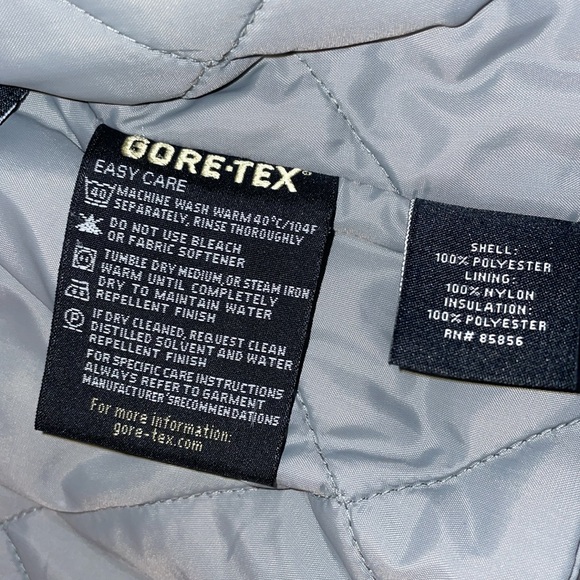 GORE-TEX®
EASY CARE
40 MACHINE WASH WARM 40°C/104F
SEPARATELY, RINSE THOROUGHLY
DO NOT USE BLEACH
OR FABRIC SOFTENER
TUMBLE DRY MEDIUM, OR STEAM IRON
WARM UNTIL COMPLETELY
DRY TO MAINTAIN WATER
REPELLENT FINISH
P IF DRY CLEANED, REQUEST CLEAN
DISTILLED SOLVENT AND WATER
REPELLENT FINISH
FOR SPECIFIC CARE INSTRUCTIONS
ALWAYS REFER TO GARMENT
MANUFACTURER'SRECOMMENDATIONS
For more information:
gore-tex.com
SHELL:
100% POLYESTER
LINING:
100% NYLON
INSULATION:
100% POLYESTER
RN# 85856